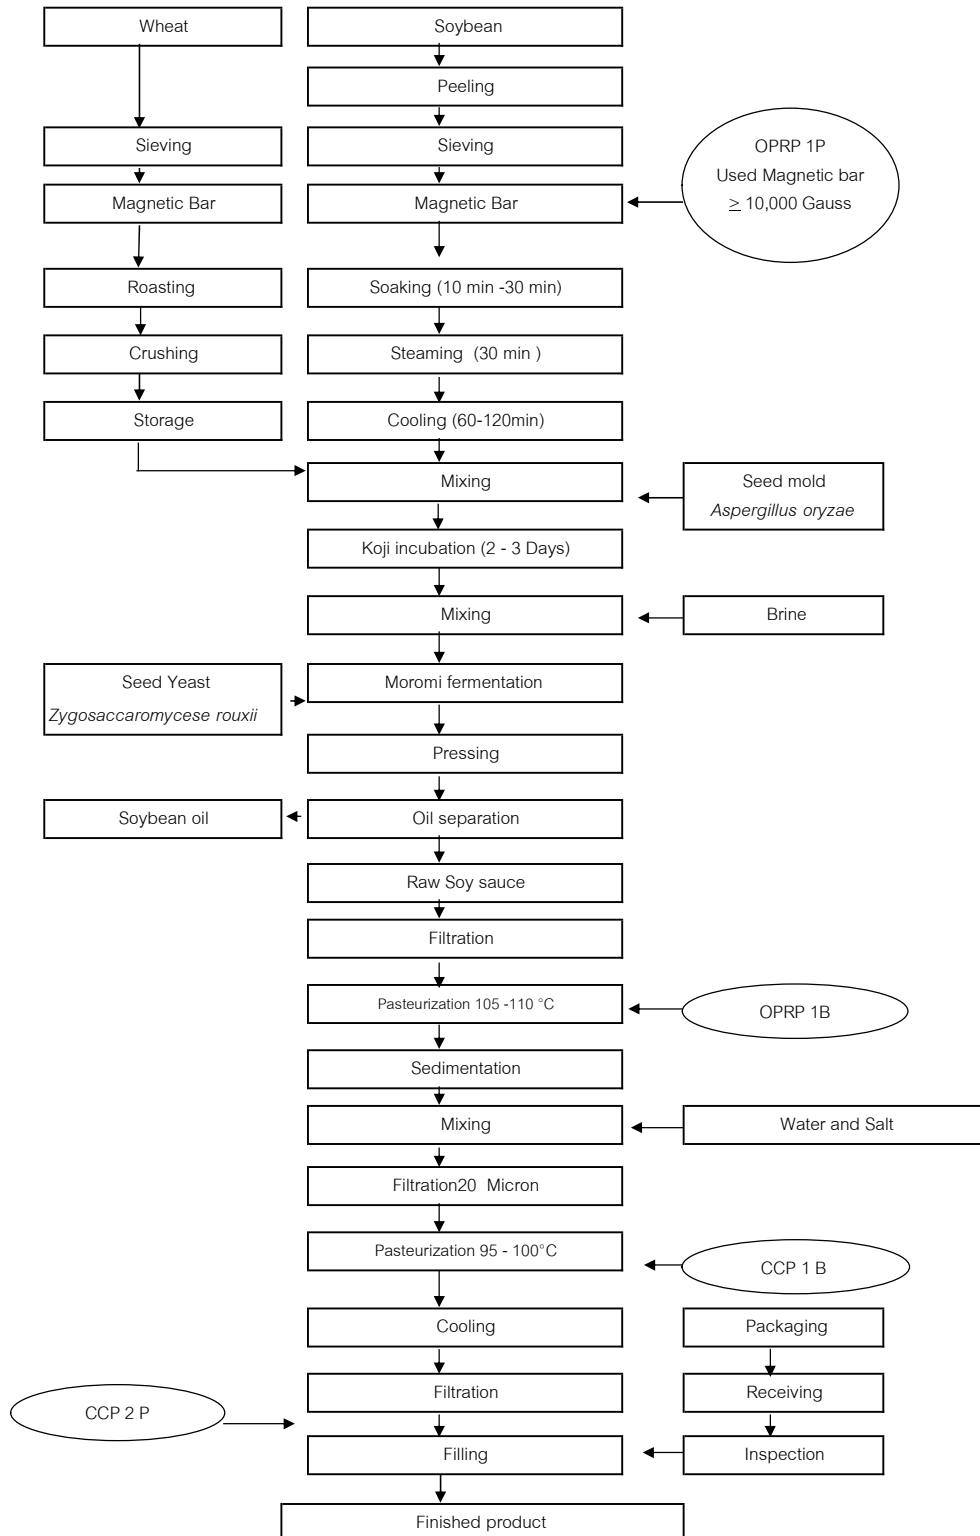 Wheat
Soybean
Peeling
Sieving
Sieving
OPRP 1P
Used Magnetic bar
≥ 10,000 Gauss
Magnetic Bar
Magnetic Bar
Roasting
Soaking (10 min -30 min)
Crushing
Steaming (30 min )
Storage
Cooling (60-120min)
Mixing
Seed mold
Aspergillus oryzae
Koji incubation (2 - 3 Days)
Mixing
Brine
Seed Yeast
Zygosaccaromycese rouxii
Moromi fermentation
Pressing
Soybean oil
Oil separation
Raw Soy sauce
Filtration
Pasteurization 105 -110 °C
OPRP 1B
Sedimentation
Mixing
Water and Salt
Filtration20 Micron
Pasteurization 95 - 100°C
CCP 1 B
Cooling
Packaging
CCP 2 P
Filtration
Receiving
Filling
Inspection
Finished product